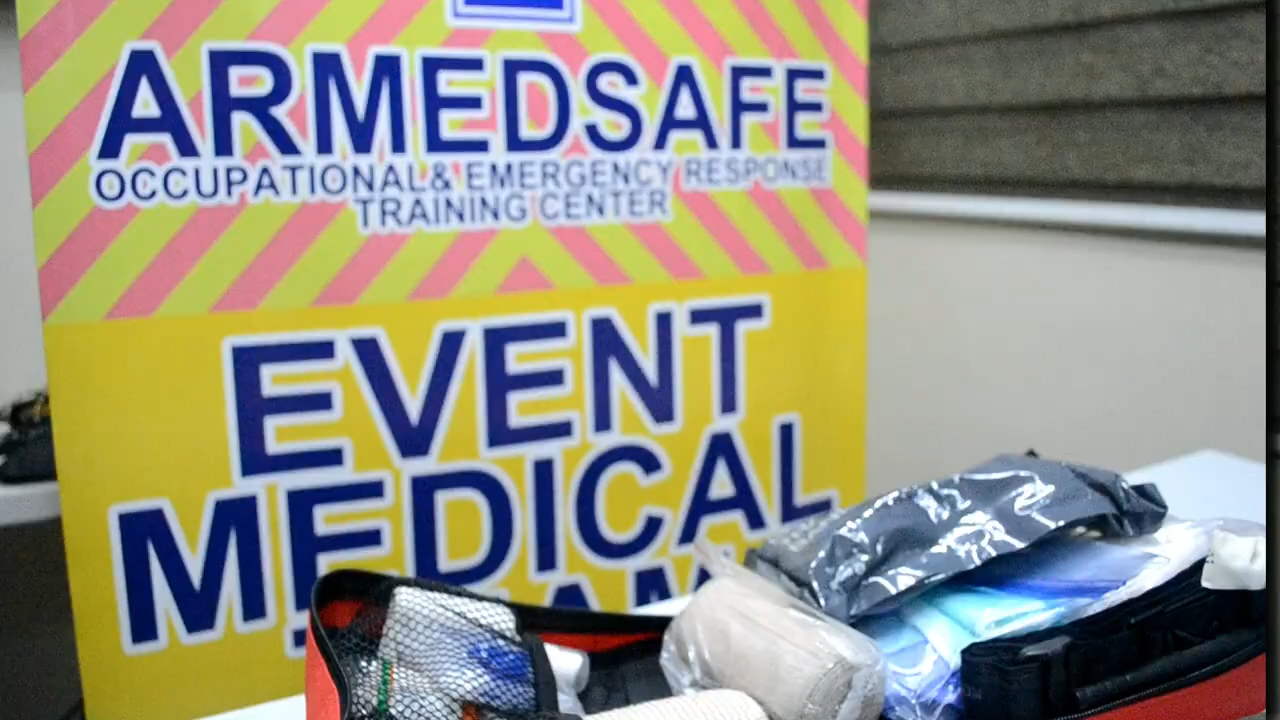 ARMEDSAFE
OCCUPATIONAL& EMERGENCY RESPONSE
TRAINING CENTER
EVENT
MEDICAL